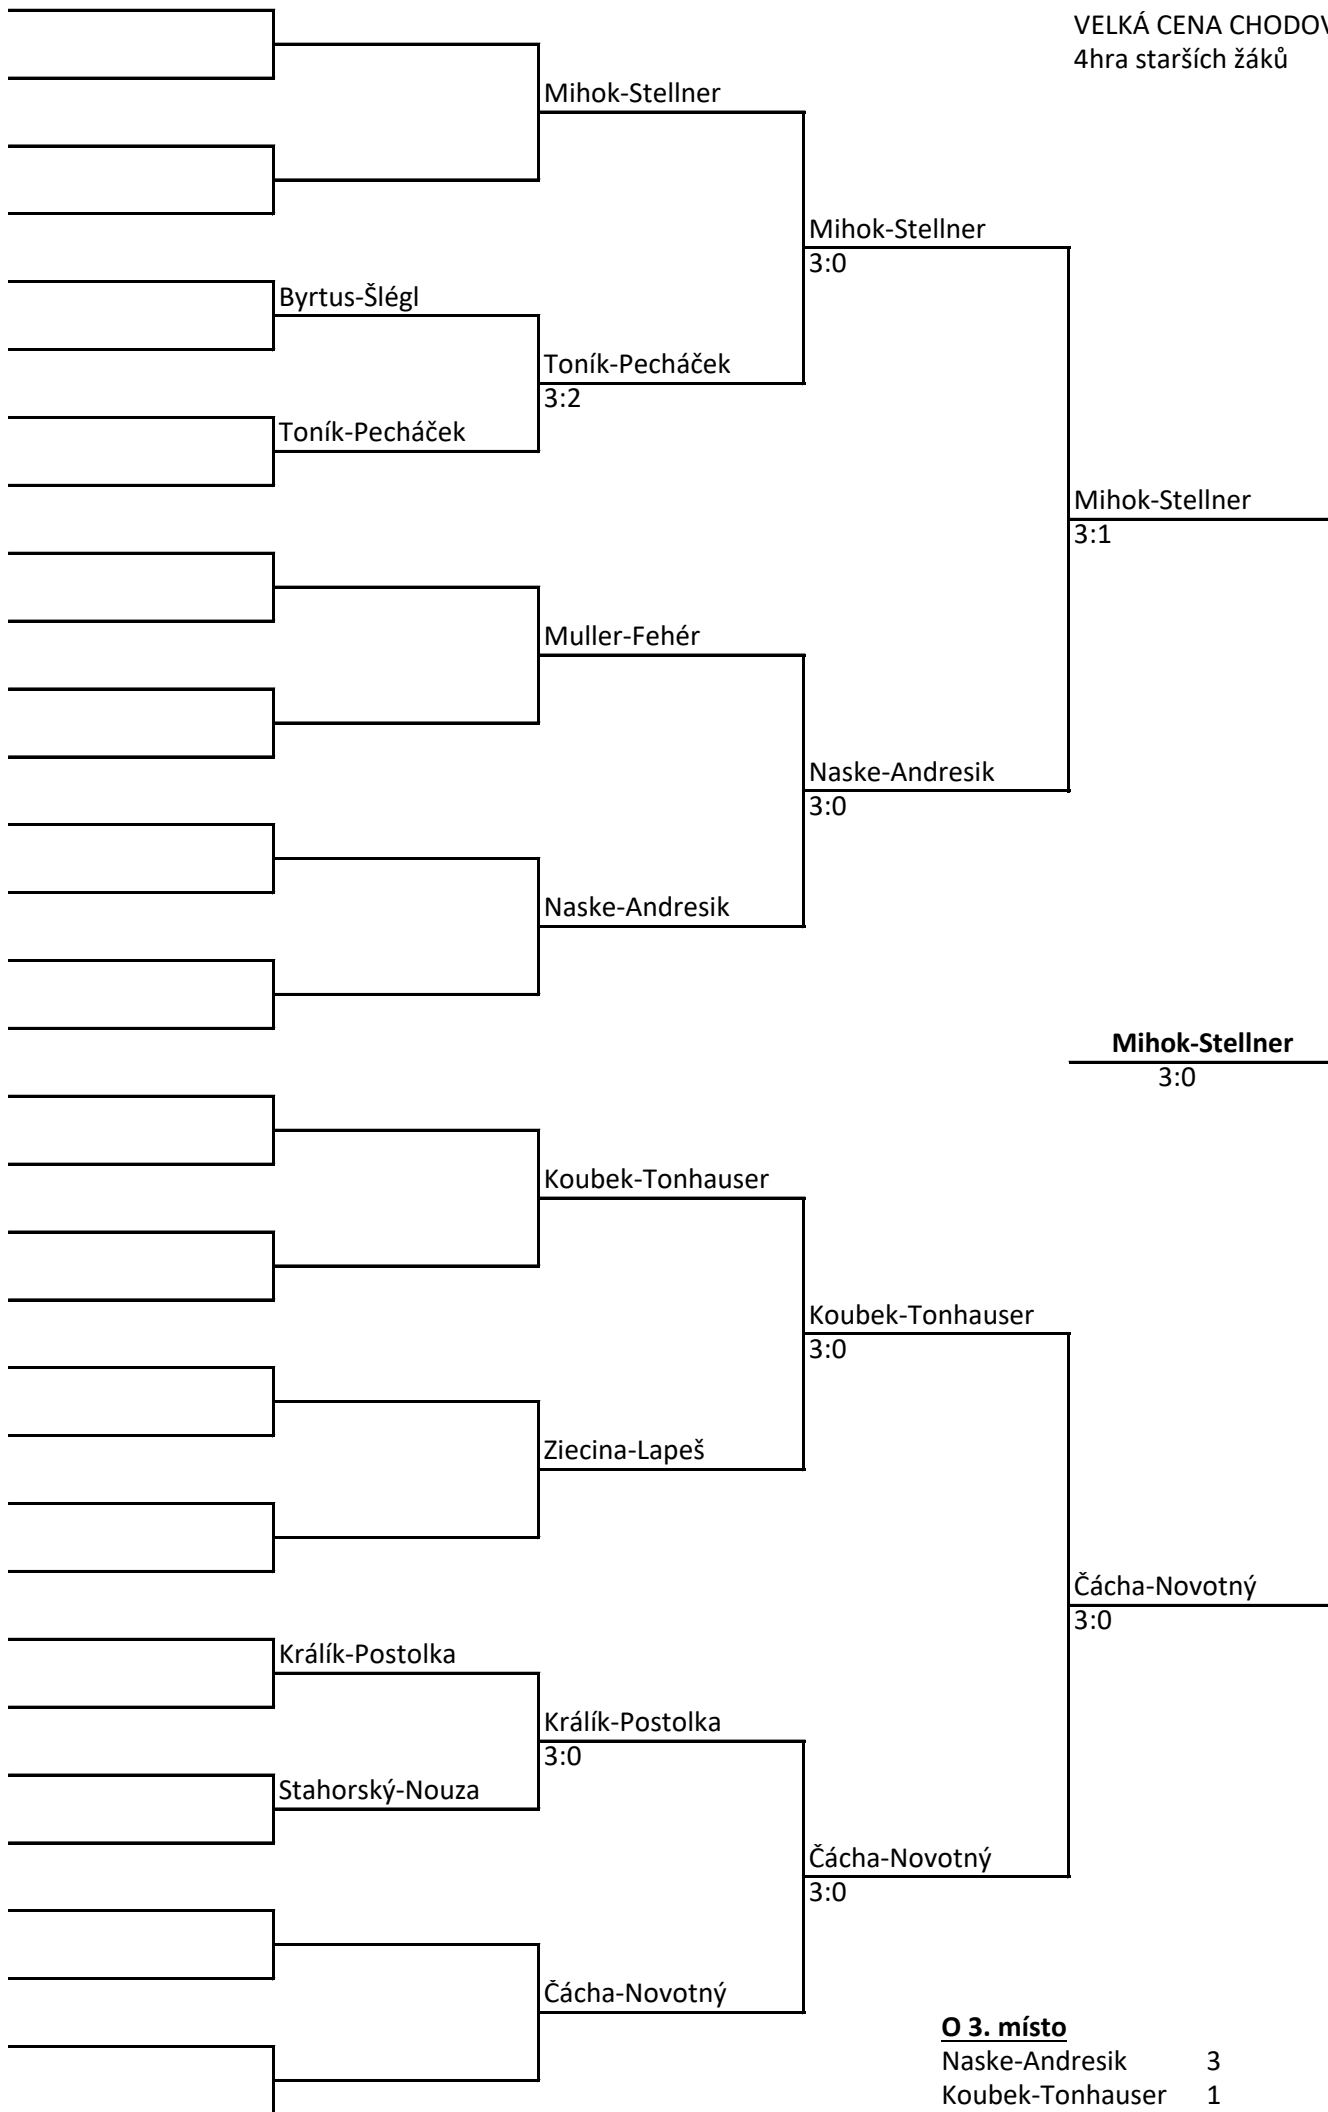 VELKÁ CENA CHODOV
4hra starších žáků
Mihok-Stellner
Mihok-Stellner
3:0
Byrtus-Šlégl
Toník-Pecháček
3:2
Toník-Pecháček
Mihok-Stellner
3:1
Muller-Fehér
Naske-Andresik
3:0
Naske-Andresik
Mihok-Stellner
3:0
Koubek-Tonhauser
Koubek-Tonhauser
3:0
Ziecina-Lapeš
Čácha-Novotný
3:0
Králík-Postolka
Králík-Postolka
3:0
Stahorský-Nouza
Čácha-Novotný
3:0
Čácha-Novotný
O 3. místo
Naske-Andresik 3
Koubek-Tonhauser 1